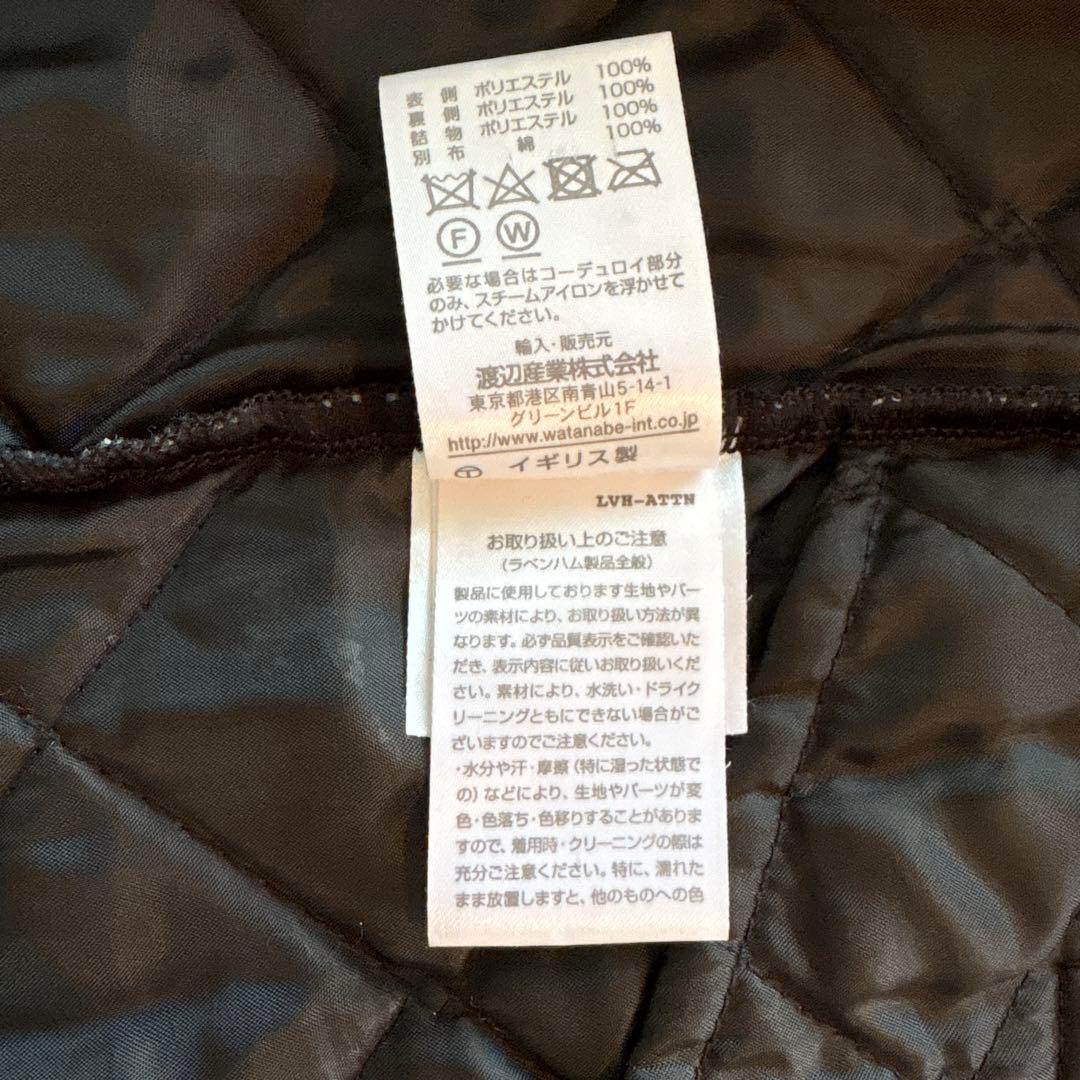 表側 ポリエステル 100%
裏側 ポリエステル 100%
詰物 ポリエステル 100%
別布 綿 100%
F W
必要な場合はコーデュロイ部分
のみ、スチームアイロンを浮かせて
かけてください。
輸入・販売元
渡辺産業株式会社
東京都港区南青山5-14-1
グリーンビル1F
http://www.watanabe-int.co.jp
T イギリス製
LVH-ATTN
お取り扱い上のご注意
(ラベンハム製品全般)
製品に使用しております生地やパー
ツの素材により、お取り扱い方法が異
なります。必ず品質表示をご確認いた
だき、表示内容に従いお取り扱いくだ
さい。素材により、水洗い・ドライク
リーニングともにできない場合がご
ざいますのでご注意ください。
・水分や汗・摩擦(特に湿った状態で
の)などにより、生地やパーツが変
色・色落ち・色移りすることがありま
すので、着用時・クリーニングの際は
充分ご注意ください。特に、濡れた
まま放置しますと、他のものへの色